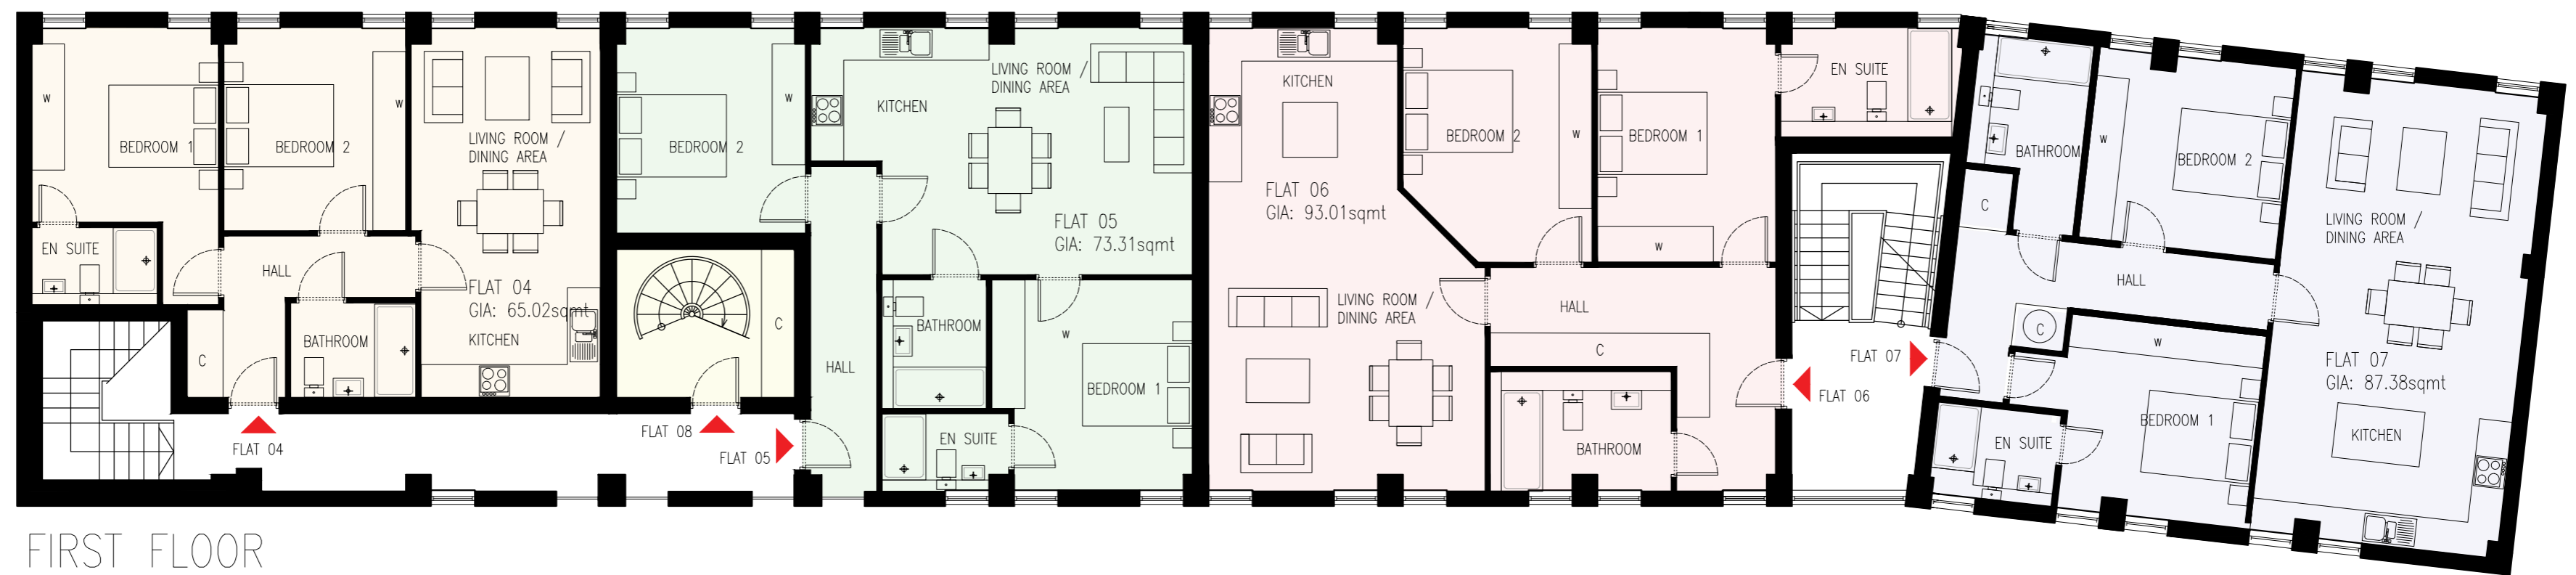 W
BEDROOM 1
EN SUITE
BEDROOM 2
W
LIVING ROOM /
DINING AREA
HALL
FLAT 04
GIA: 65.02sqmt
KITCHEN
BATHROOM
C
FLAT 04
BEDROOM 2
W
KITCHEN
LIVING ROOM /
DINING AREA
FLAT 05
GIA: 73.31sqmt
C
HALL
BATHROOM
W
BEDROOM 1
EN SUITE
FLAT 08
FLAT 05
KITCHEN
FLAT 06
GIA: 93.01sqmt
BEDROOM 2
W
BEDROOM 1
W
EN SUITE
LIVING ROOM /
DINING AREA
HALL
C
BATHROOM
FLAT 07
FLAT 06
BATHROOM
W
BEDROOM 2
C
LIVING ROOM /
DINING AREA
HALL
C
W
FLAT 07
GIA: 87.38sqmt
BEDROOM 1
EN SUITE
KITCHEN
FIRST FLOOR